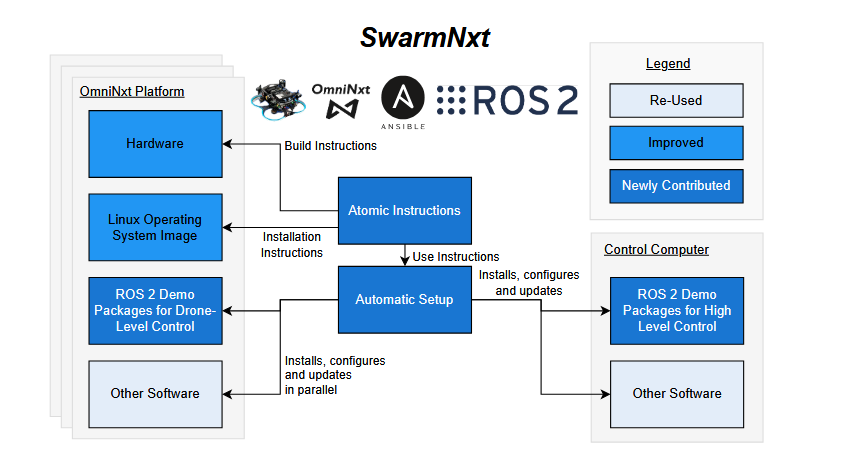 SwarmNxt
OmniNxt
ANSIBLE
ROS 2
OmniNxt Platform
Hardware
Linux Operating
System Image
ROS 2 Demo
Packages for Drone-
Level Control
Other Software
Build Instructions
Installation
Instructions
Atomic Instructions
Use Instructions
Automatic Setup
Installs, configures
and updates
in parallel
Installs, configures
and updates
Legend
Re-Used
Improved
Newly Contributed
Control Computer
ROS 2 Demo
Packages for High
Level Control
Other Software